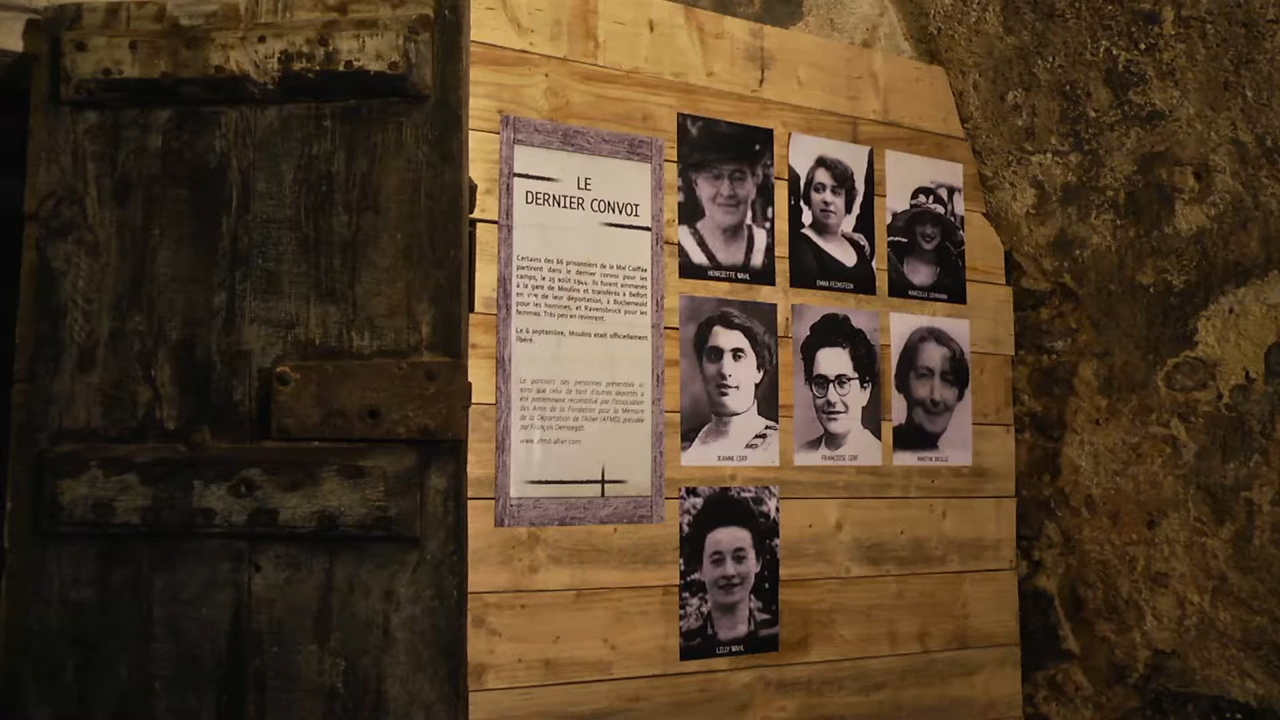 LE
DERNIER CONVOI
Certains des 66 prisonniers de la Mal Coiffée
partirent dans le dernier convoi pour les
camps, le 25 août 1944. Ils furent emmenés
à la gare de Moulins et transférés à Belfort
en vue de leur déportation, à Buchenwald
pour les hommes, et Ravensbruck pour les
femmes. Très peu en revinrent.
Le 6 septembre, Moulins était officiellement
libéré.
Le parcours des personnes présentées ici
ainsi que celui de tant d'autres déportés a
été patiemment reconstitué par l'association
des Amis de la Fondation pour la Mémoire
de la Déportation de l'Allier (AFMD) présidée
par François Demaegdt.
www.afmd-allier.com
HENRIETTE WAHL
EMMA FEINSTEIN
MARCELLE
JEANNE CERF
FRANCOISE CERF
MARTHE
LILLY WAHL